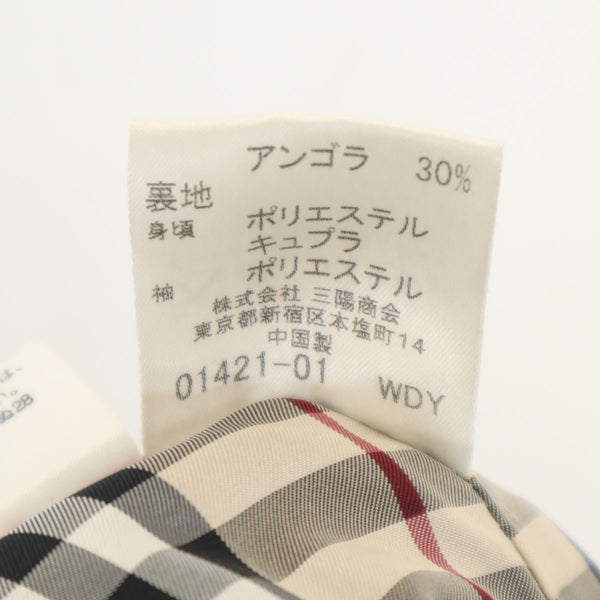 アンゴラ 30%
裏地
身頃 ポリエステル
キュプラ
袖 ポリエステル
株式会社 三陽商会
東京都新宿区本塩町14
中国製
01421-01 WDY
は、
28